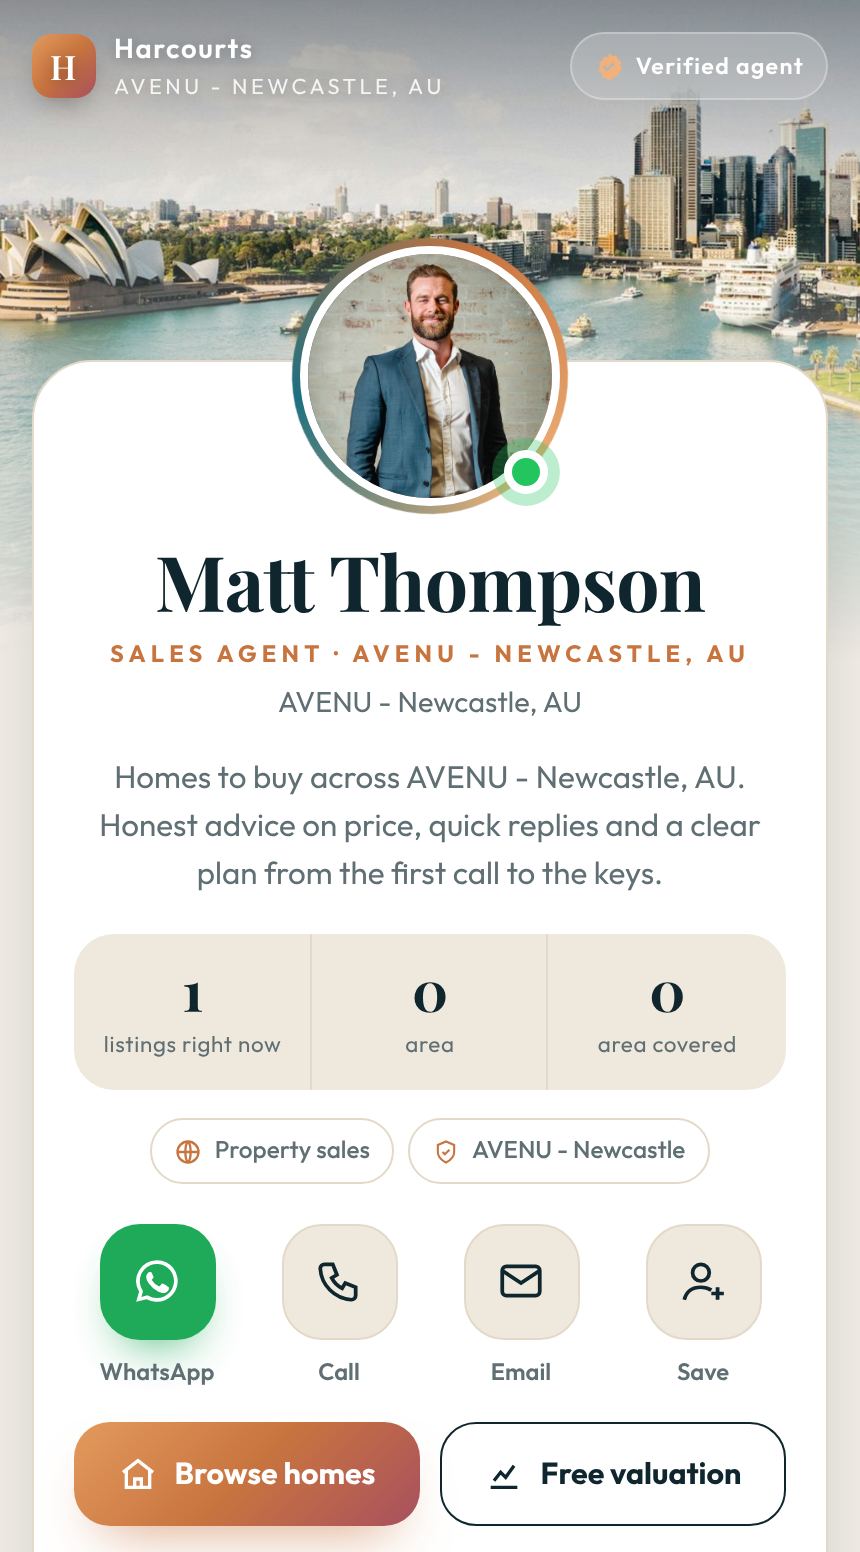 H
Harcourts
AVENU - NEWCASTLE, AU
Verified agent
Matt Thompson
SALES AGENT · AVENU - NEWCASTLE, AU
AVENU - Newcastle, AU
Homes to buy across AVENU - Newcastle, AU.
Honest advice on price, quick replies and a clear
plan from the first call to the keys.
1
listings right now
0
area
0
area covered
Property sales
AVENU - Newcastle
WhatsApp
Call
Email
Save
Browse homes
Free valuation